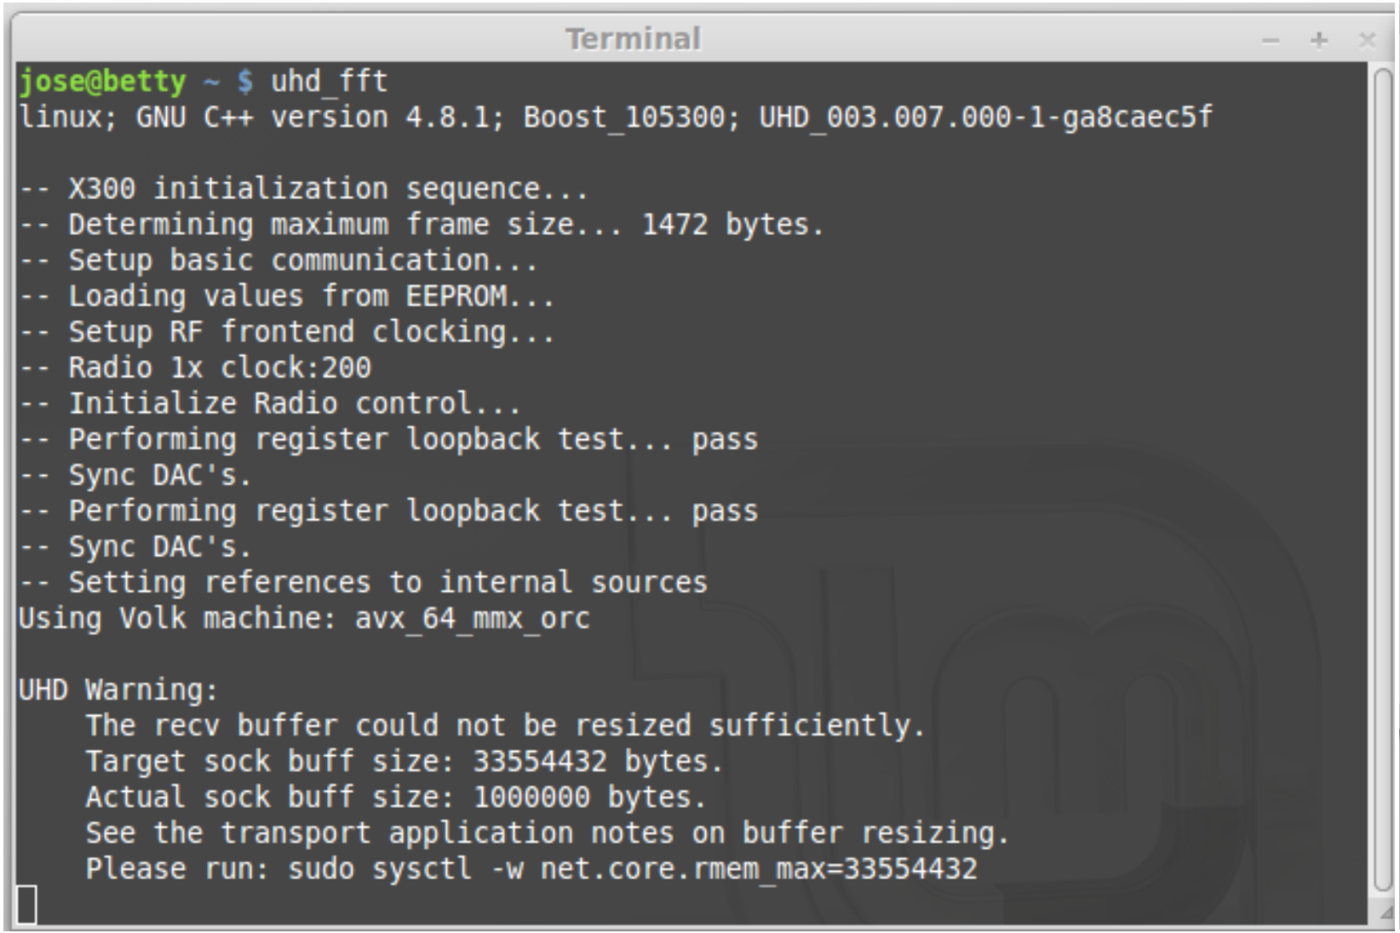 Terminal
jose@betty ~ $ uhd_fft
linux; GNU C++ version 4.8.1; Boost_105300; UHD_003.007.000-1-ga8caec5f
-- X300 initialization sequence...
-- Determining maximum frame size... 1472 bytes.
-- Setup basic communication...
-- Loading values from EEPROM...
-- Setup RF frontend clocking...
-- Radio 1x clock:200
-- Initialize Radio control...
-- Performing register loopback test... pass
-- Sync DAC's.
-- Performing register loopback test... pass
-- Sync DAC's.
-- Setting references to internal sources
Using Volk machine: avx_64_mmx_orc
UHD Warning:
The recv buffer could not be resized sufficiently.
Target sock buff size: 33554432 bytes.
Actual sock buff size: 1000000 bytes.
See the transport application notes on buffer resizing.
Please run: sudo sysctl -w net.core.rmem_max=33554432